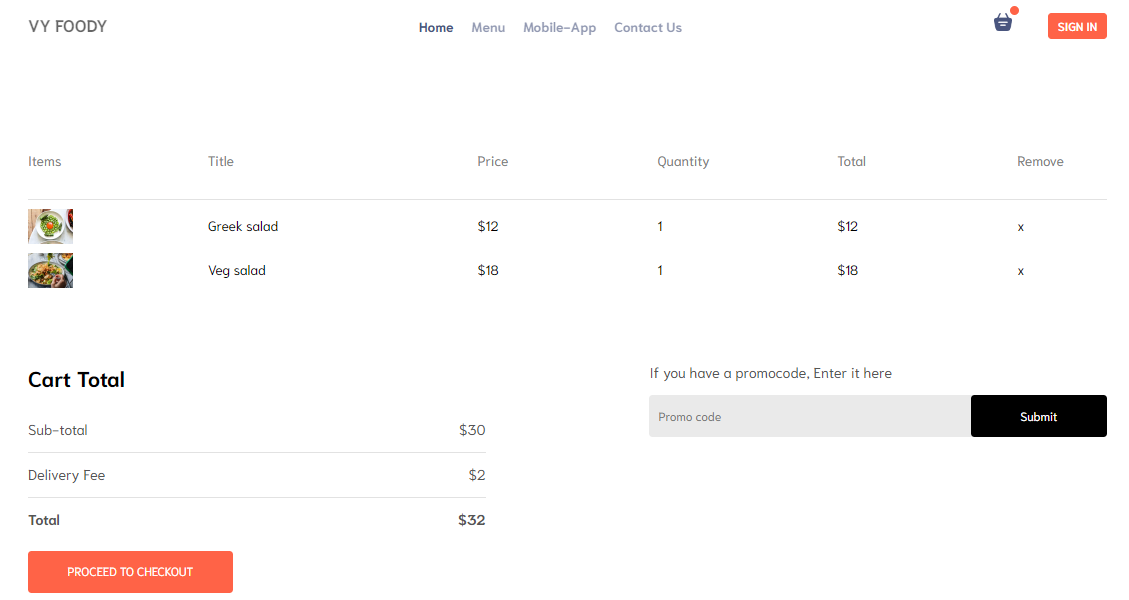 VY FOODY Home Menu Mobile-App Contact Us SIGN IN
Items Title Price Quantity Total Remove
Greek salad $12 1 $12 x
Veg salad $18 1 $18 x
Cart Total
Sub-total $30
Delivery Fee $2
Total $32
PROCEED TO CHECKOUT
If you have a promocode, Enter it here
Promo code Submit